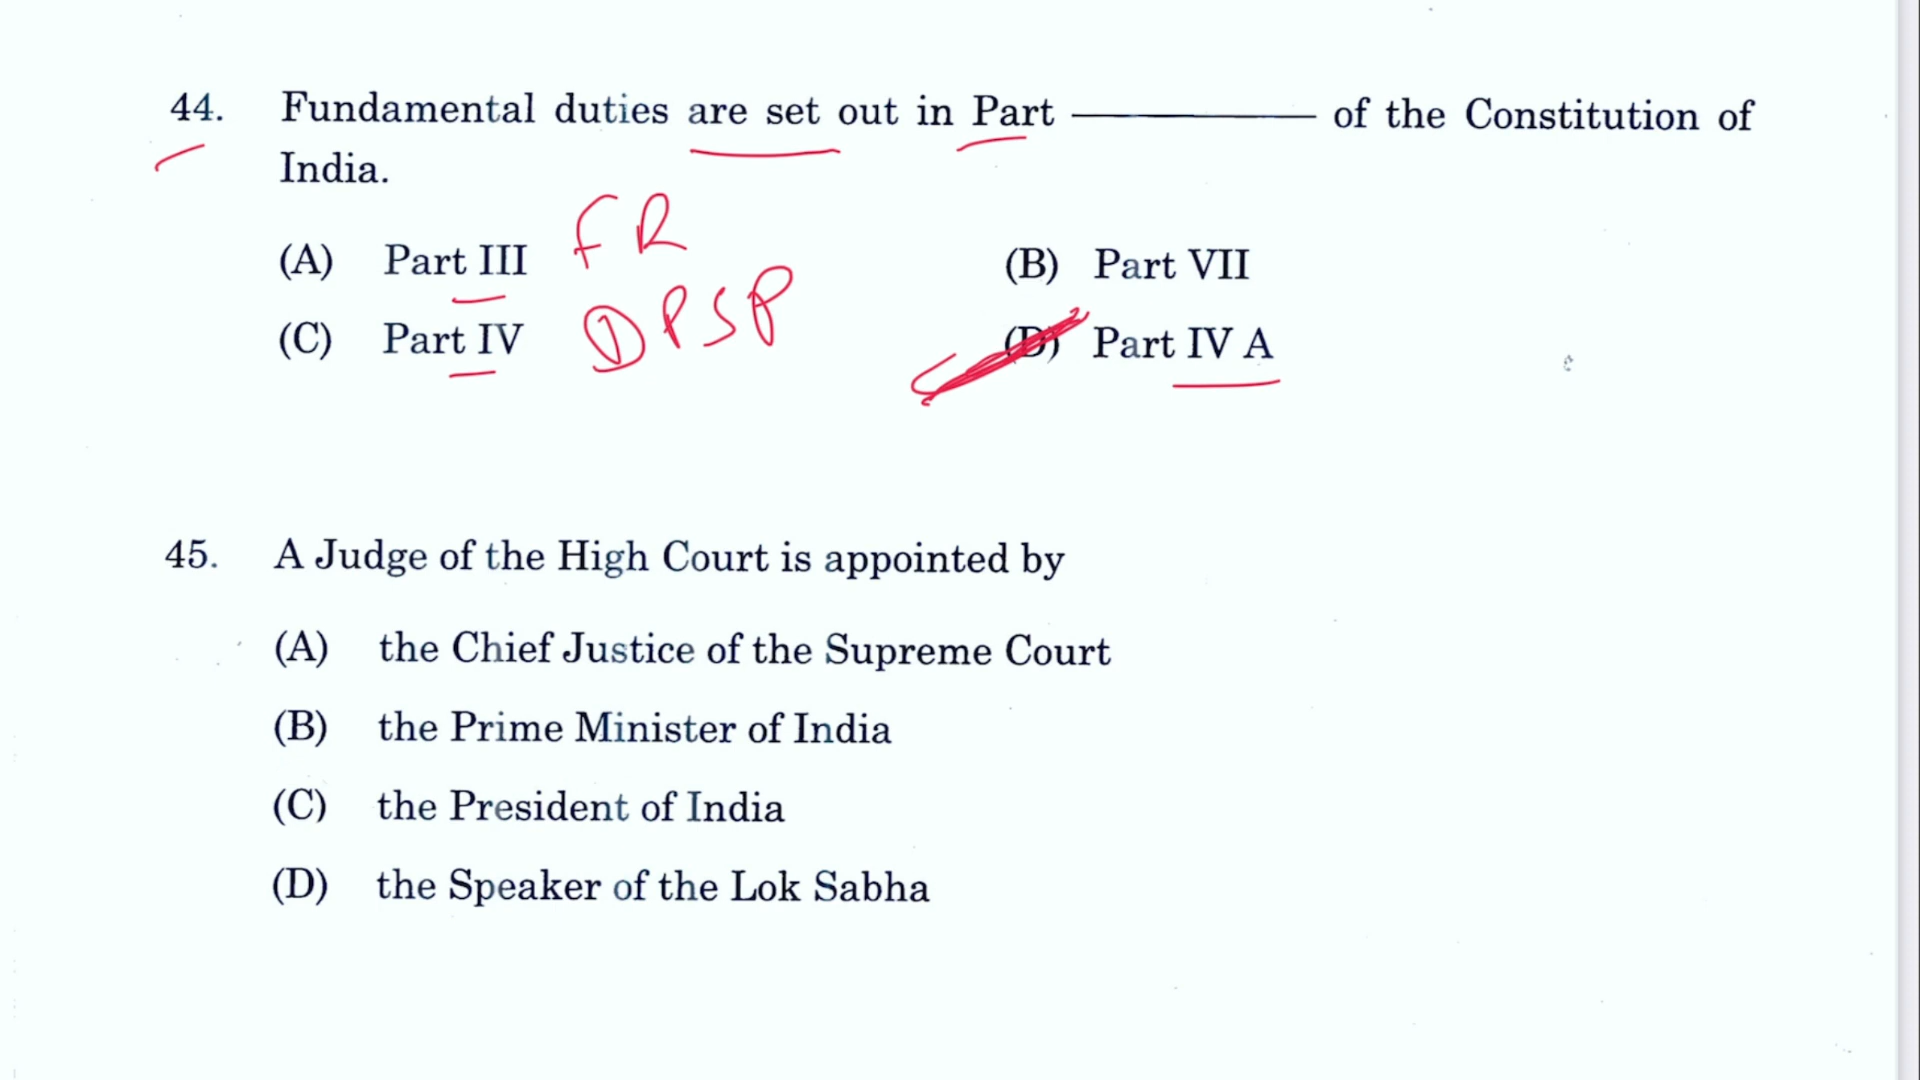 44. Fundamental duties are set out in Part ———— of the Constitution of
India.
(A) Part III FR (B) Part VII
(C) Part IV DPSP (D) Part IV A
45. A Judge of the High Court is appointed by
(A) the Chief Justice of the Supreme Court
(B) the Prime Minister of India
(C) the President of India
(D) the Speaker of the Lok Sabha